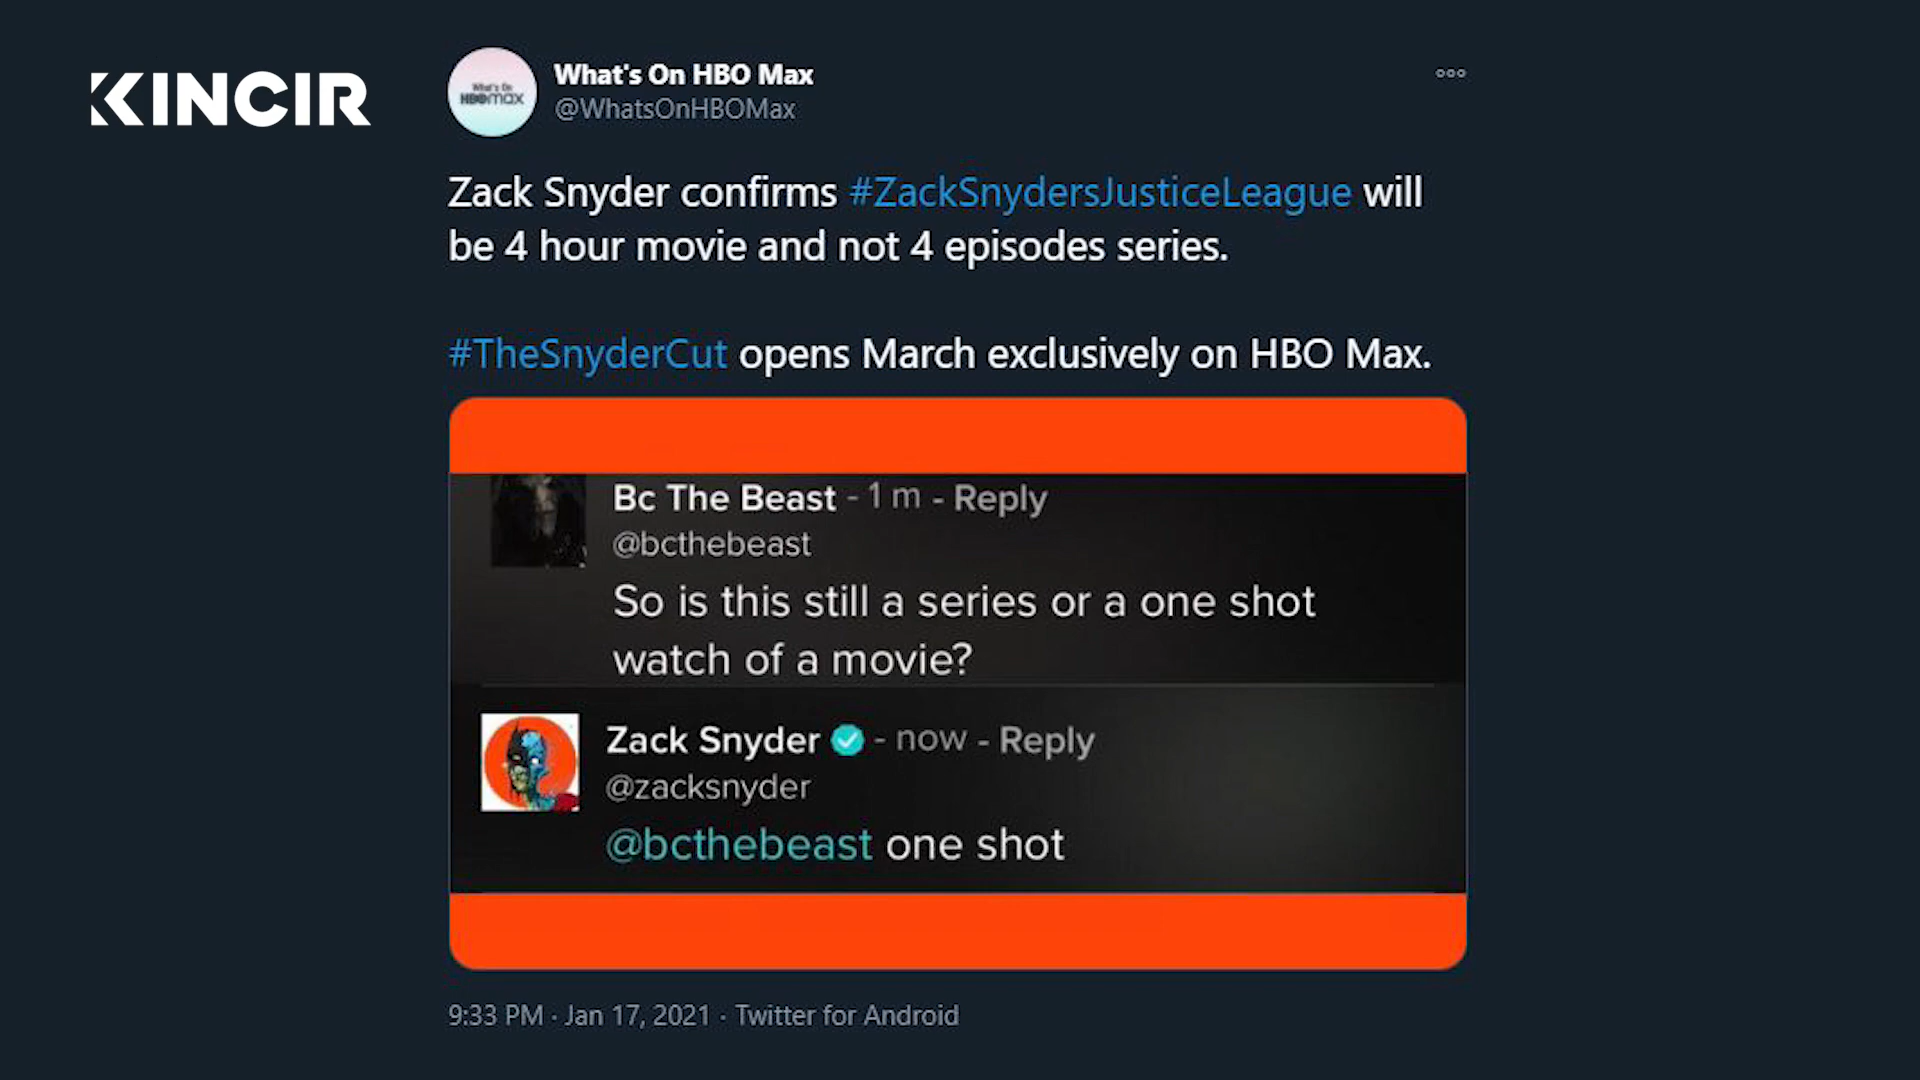 KINCIR
What's On HBO Max
@WhatsOnHBOMax
What's On
HBOmax
Zack Snyder confirms #ZackSnydersJusticeLeague will
be 4 hour movie and not 4 episodes series.
#TheSnyderCut opens March exclusively on HBO Max.
Bc The Beast - 1 m - Reply
@bcthebeast
So is this still a series or a one shot
watch of a movie?
Zack Snyder - now - Reply
@zacksnyder
@bcthebeast one shot
9:33 PM · Jan 17, 2021 · Twitter for Android